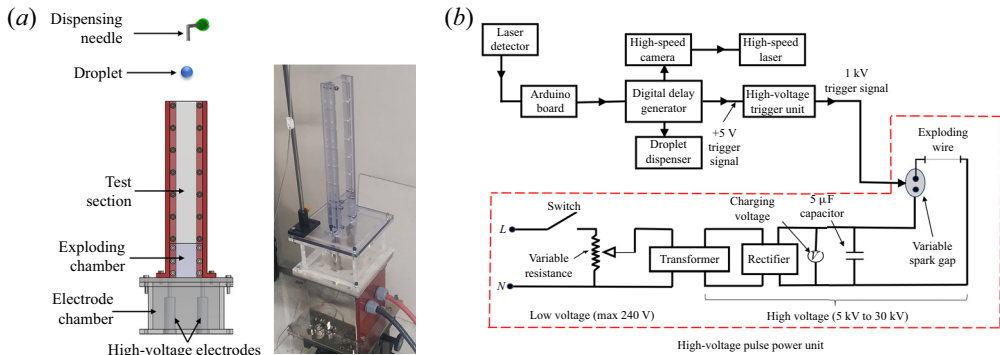 (a)
Dispensing
needle
Droplet
Test
section
Exploding
chamber
Electrode
chamber
High-voltage electrodes
(b)
Laser
detector
High-speed
camera
High-speed
laser
1 kV
trigger signal
Arduino
board
Digital delay
generator
High-voltage
trigger unit
+5 V
trigger
signal
Droplet
dispenser
Exploding
wire
Switch
Charging
voltage
5 μF
capacitor
L
Variable
resistance
Transformer
Rectifier
V
Variable
spark gap
N
Low voltage (max 240 V)
High voltage (5 kV to 30 kV)
High-voltage pulse power unit